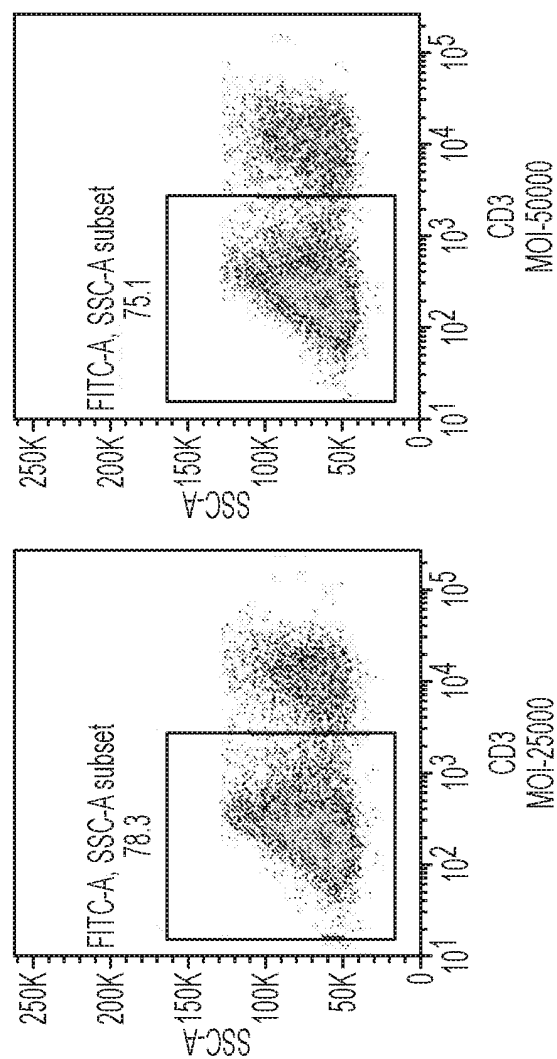 FITC-A, SSC-A subset
78.3
250K
200K
150K
100K
50K
0
SSC-A
10¹
10²
10³
10⁴
10⁵
CD3
MOI-25000
FITC-A, SSC-A subset
75.1
250K
200K
150K
100K
50K
0
SSC-A
10¹
10²
10³
10⁴
10⁵
CD3
MOI-50000